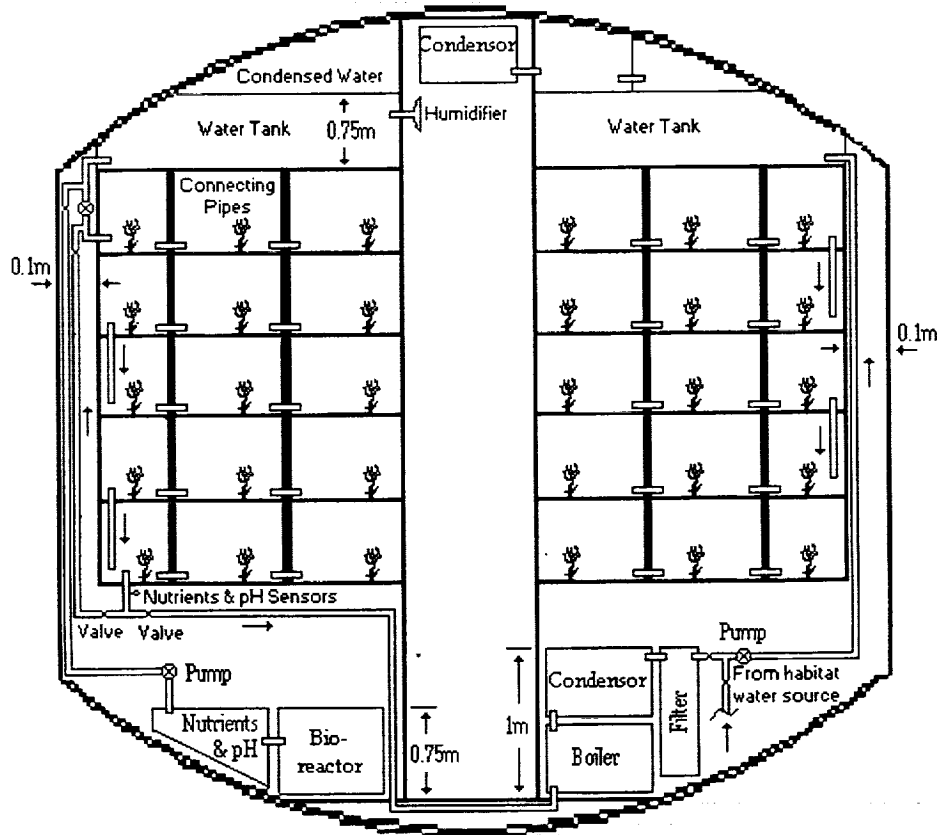 Condensor
Condensed Water
Humidifier
Water Tank
0.75m
Water Tank
Connecting
Pipes
0.1m
0.1m
Nutrients & pH Sensors
Valve Valve
Pump
Pump
From habitat
water source
Condensor
Filter
1m
Nutrients
& pH
Bio-
reactor
0.75m
Boiler